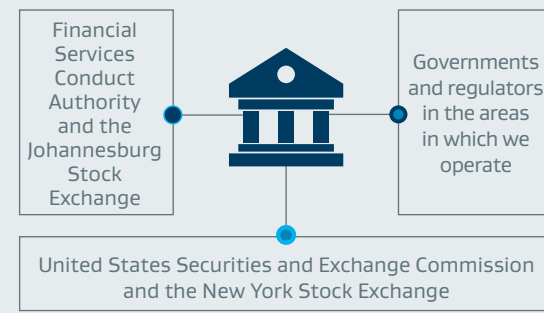 Financial
Services
Conduct
Authority
and the
Johannesburg
Stock
Exchange
Governments
and regulators
in the areas
in which we
operate
United States Securities and Exchange Commission
and the New York Stock Exchange